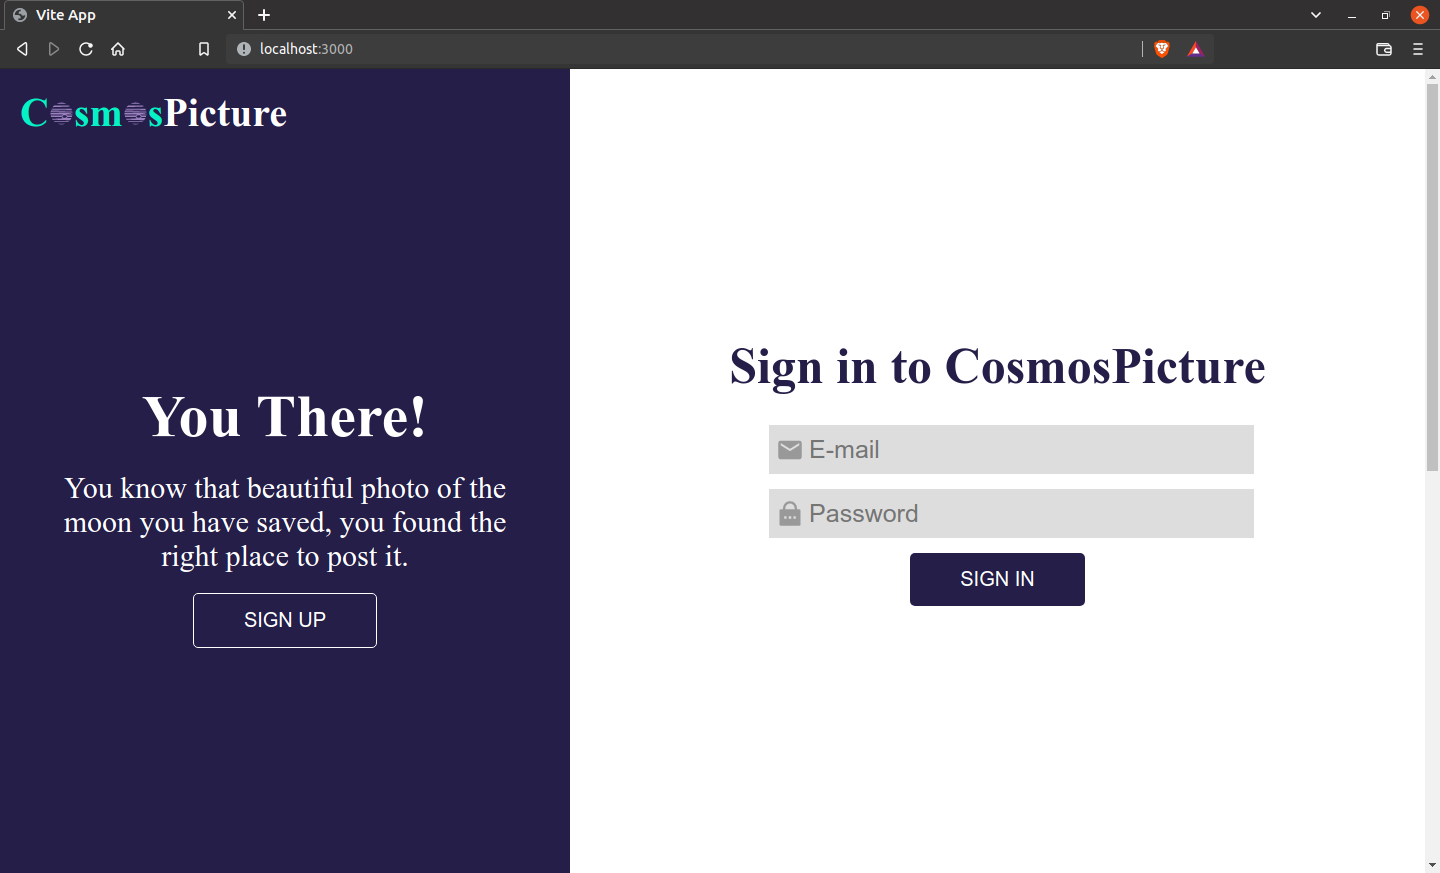 Vite App
localhost:3000
CosmosPicture
You There!
You know that beautiful photo of the
moon you have saved, you found the
right place to post it.
SIGN UP
Sign in to CosmosPicture
E-mail
Password
SIGN IN